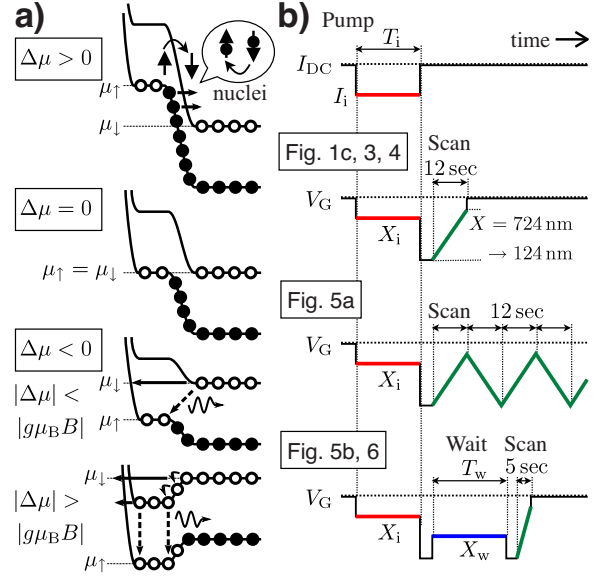 a)
Δμ > 0
nuclei
μ↑
μ↓
Δμ = 0
μ↑ = μ↓
Δμ < 0
μ↓
|Δμ| <
|gμ_B B|
μ↑
μ↓
|Δμ| >
|gμ_B B|
μ↑
b)
Pump
T_i
time
I_DC
I_i
Fig. 1c, 3, 4
Scan
12 sec
V_G
X_i
X = 724 nm
→ 124 nm
Fig. 5a
Scan 12 sec
V_G
X_i
Fig. 5b, 6
Wait Scan
T_w 5 sec
V_G
X_i
X_w